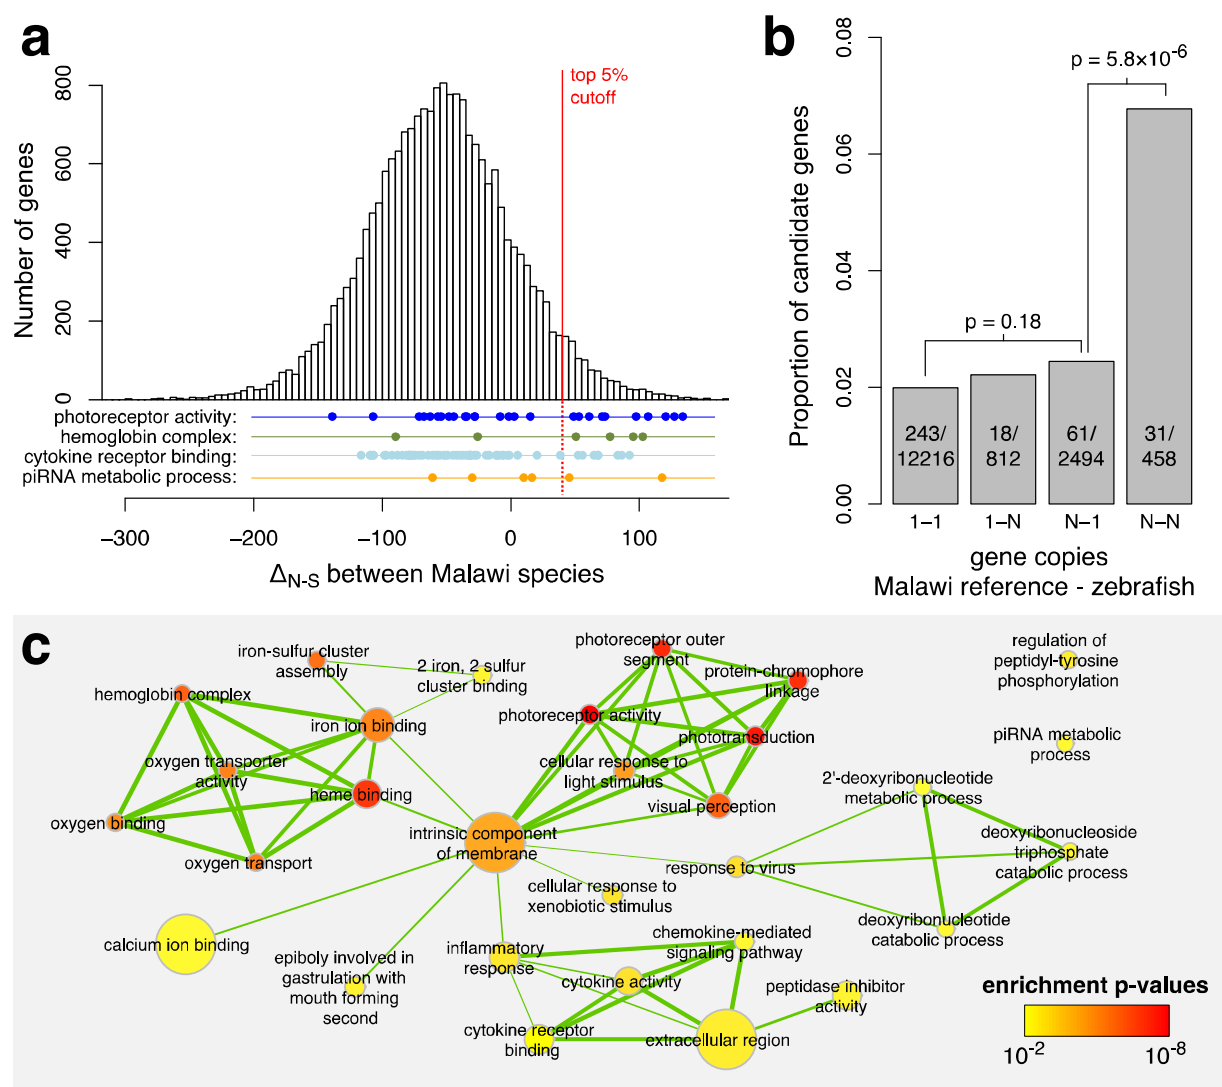 a
Number of genes
800
600
400
200
0
top 5%
cutoff
photoreceptor activity:
hemoglobin complex:
cytokine receptor binding:
piRNA metabolic process:
−300
−200
−100
0
100
ΔN-S between Malawi species
b
Proportion of candidate genes
0.08
0.06
0.04
0.02
0.00
p = 5.8×10-6
p = 0.18
243/
12216
18/
812
61/
2494
31/
458
1−1
1−N
N−1
N−N
gene copies
Malawi reference - zebrafish
c
iron-sulfur cluster
assembly
2 iron, 2 sulfur
cluster binding
hemoglobin complex
iron ion binding
oxygen transporter
activity
heme binding
oxygen binding
oxygen transport
photoreceptor outer
segment
protein-chromophore
linkage
photoreceptor activity
phototransduction
cellular response to
light stimulus
visual perception
regulation of
peptidyl-tyrosine
phosphorylation
piRNA metabolic
process
2'-deoxyribonucleotide
metabolic process
deoxyribonucleoside
triphosphate
catabolic process
deoxyribonucleotide
catabolic process
intrinsic component
of membrane
response to virus
cellular response to
xenobiotic stimulus
calcium ion binding
epiboly involved in
gastrulation with
mouth forming
second
inflammatory
response
chemokine-mediated
signaling pathway
cytokine activity
peptidase inhibitor
activity
cytokine receptor
binding
extracellular region
enrichment p-values
10-2
10-8